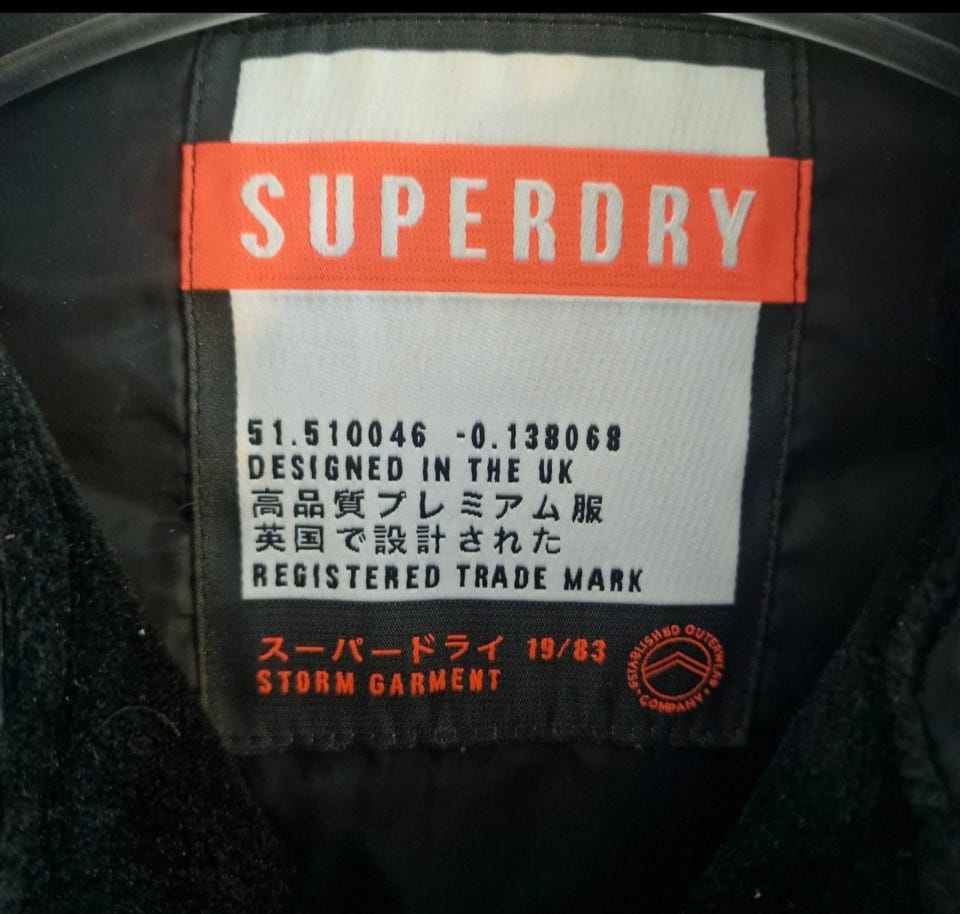 SUPERDRY
51.510046 -0.138068
DESIGNED IN THE UK
高品質プレミアム服
英国で設計された
REGISTERED TRADE MARK
スーパードライ 19/83
STORM GARMENT
ESTABLISHED OUTERWEAR
COMPANY